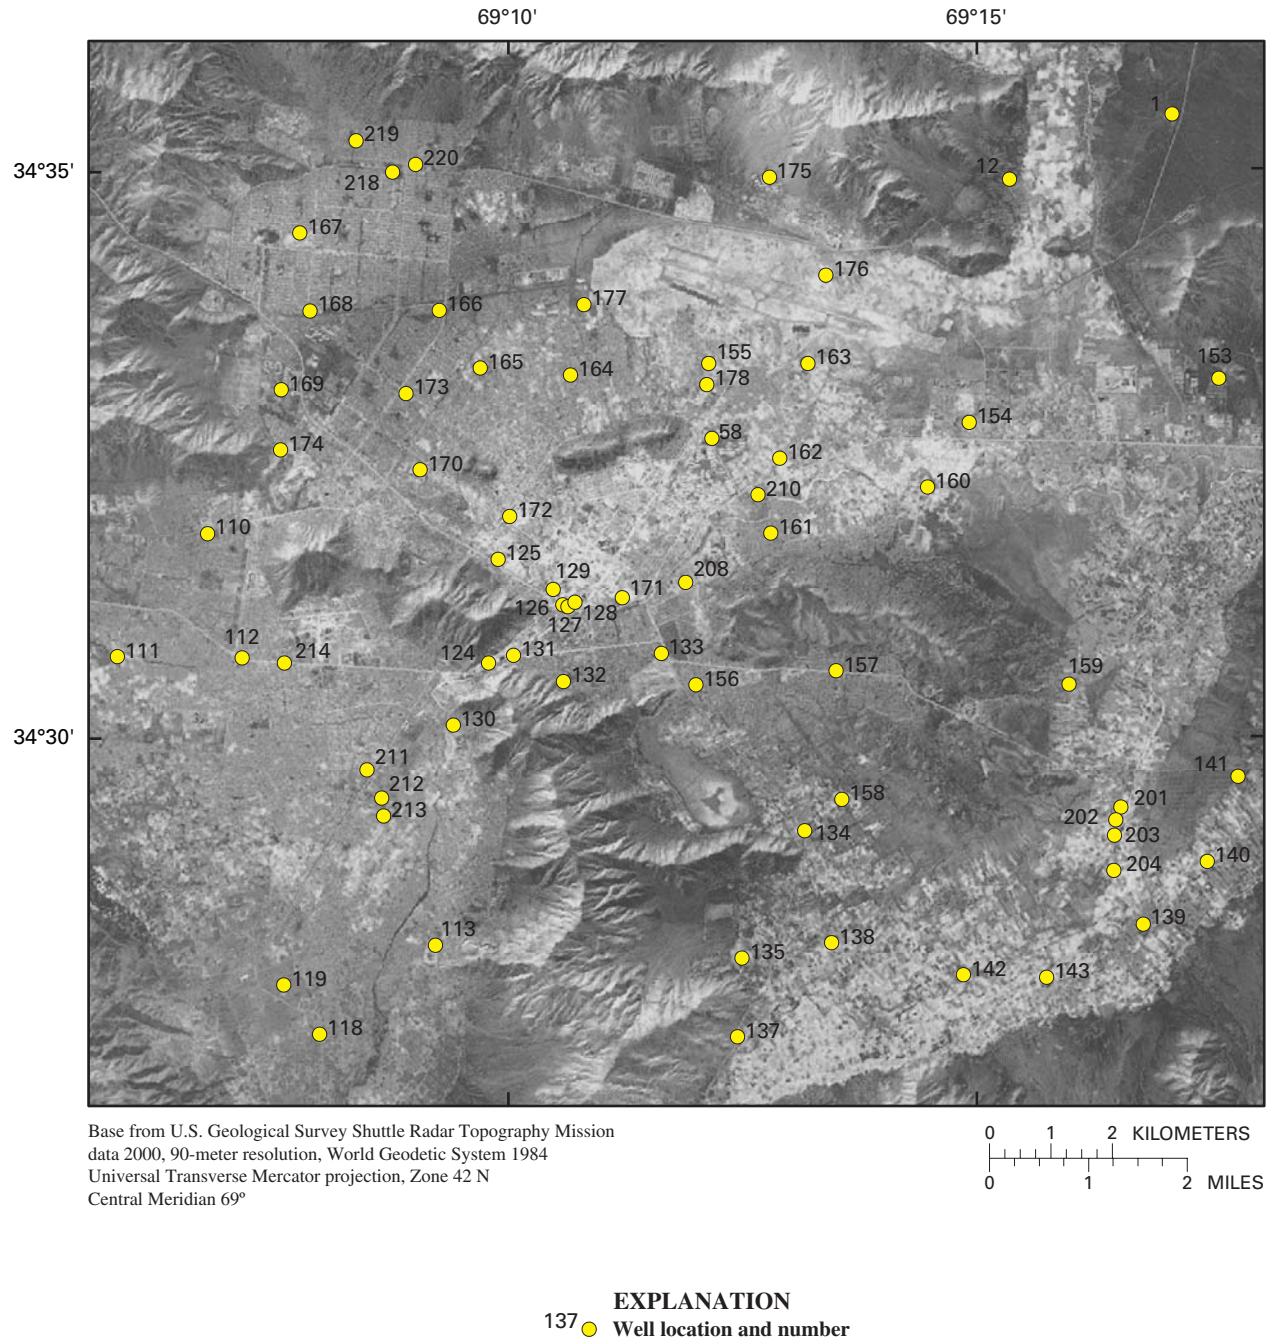 69°10' 69°15'
1
219
220
34°35' 218 175 12
167
176
168 166 177
155 163 153
165 164
178
169 173
154
58
174 162
170
160
210
172
110 161
125
129 208
171
126 128
127
111 112 214 124 131 133
157 159
132 156
130
34°30'
211 141
212 158 201
213 202
134 203
204 140
139
113 138
135
142 143
119
118 137
Base from U.S. Geological Survey Shuttle Radar Topography Mission
data 2000, 90-meter resolution, World Geodetic System 1984
Universal Transverse Mercator projection, Zone 42 N
Central Meridian 69º
0 1 2 KILOMETERS
0 1 2 MILES
EXPLANATION
137 Well location and number